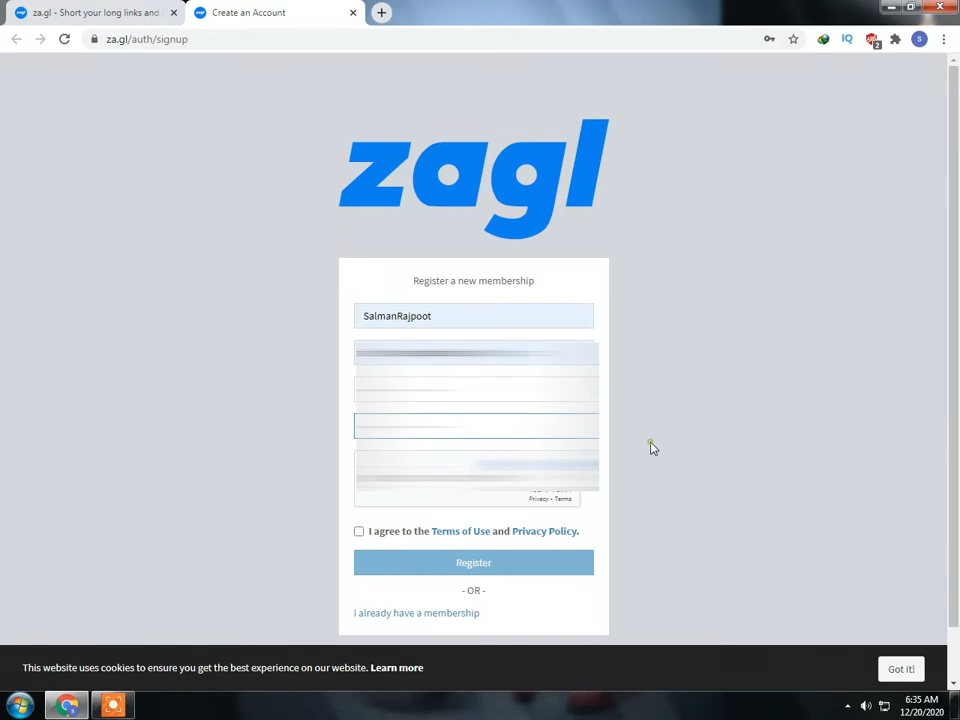 za.gl - Short your long links and
Create an Account
za.gl/auth/signup
IQ
2
S
zagl
Register a new membership
SalmanRajpoot
Privacy - Terms
I agree to the Terms of Use and Privacy Policy.
Register
- OR -
I already have a membership
This website uses cookies to ensure you get the best experience on our website. Learn more
Got it!
6:35 AM
12/20/2020